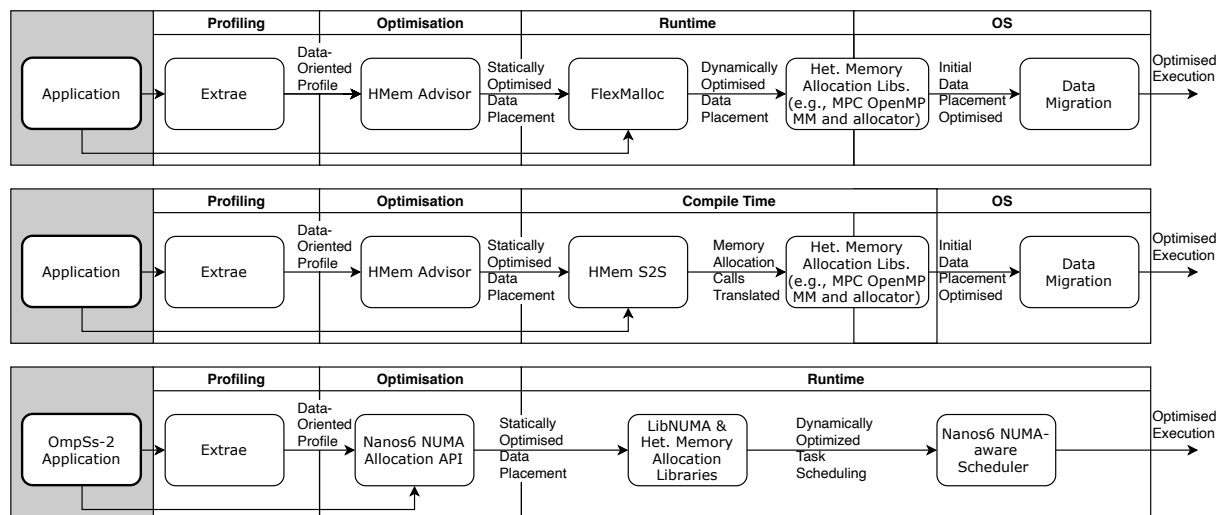 Profiling
Optimisation
Runtime
OS
Application
Extrae
Data-
Oriented
Profile
HMem Advisor
Statically
Optimised
Data
Placement
FlexMalloc
Dynamically
Optimised
Data
Placement
Het. Memory
Allocation Libs.
(e.g., MPC OpenMP
MM and allocator)
Initial
Data
Placement
Optimised
Data
Migration
Optimised
Execution
Profiling
Optimisation
Compile Time
OS
Application
Extrae
Data-
Oriented
Profile
HMem Advisor
Statically
Optimised
Data
Placement
HMem S2S
Memory
Allocation
Calls
Translated
Het. Memory
Allocation Libs.
(e.g., MPC OpenMP
MM and allocator)
Initial
Data
Placement
Optimised
Data
Migration
Optimised
Execution
Profiling
Optimisation
Runtime
OmpSs-2
Application
Extrae
Data-
Oriented
Profile
Nanos6 NUMA
Allocation API
Statically
Optimised
Data
Placement
LibNUMA &
Het. Memory
Allocation
Libraries
Dynamically
Optimized
Task
Scheduling
Nanos6 NUMA-
aware
Scheduler
Optimised
Execution